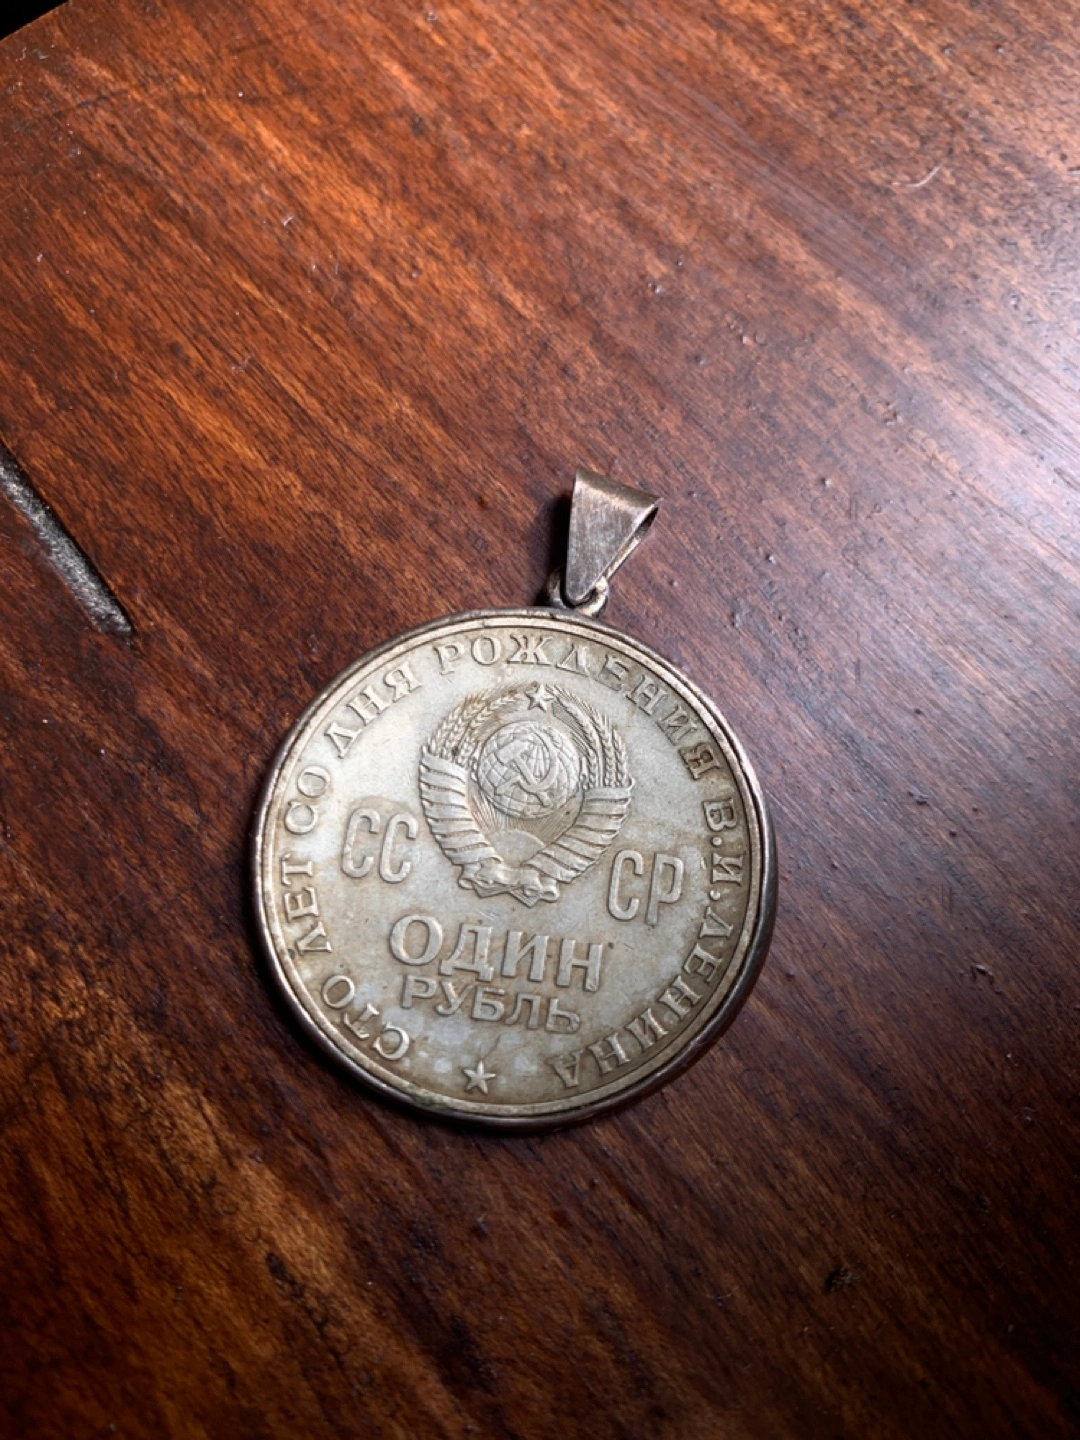 СТО ЛЕТ СО ДНЯ РОЖДЕНИЯ В.И.ЛЕНИНА
СС СР
ОДИН
РУБЛЬ